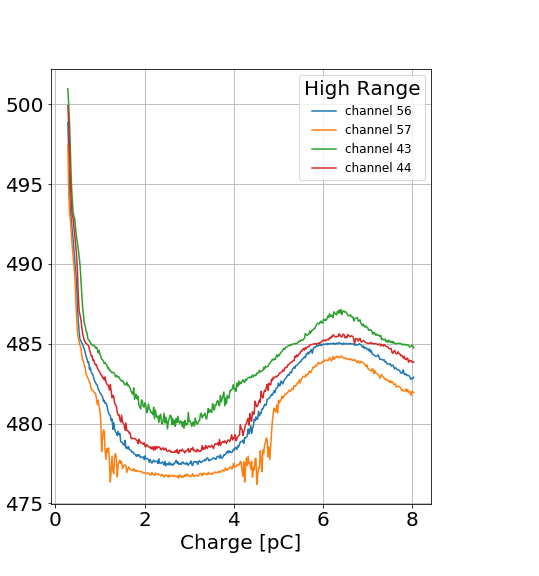 High Range
channel 56
channel 57
channel 43
channel 44
500
495
490
485
480
475
0 2 4 6 8
Charge [pC]